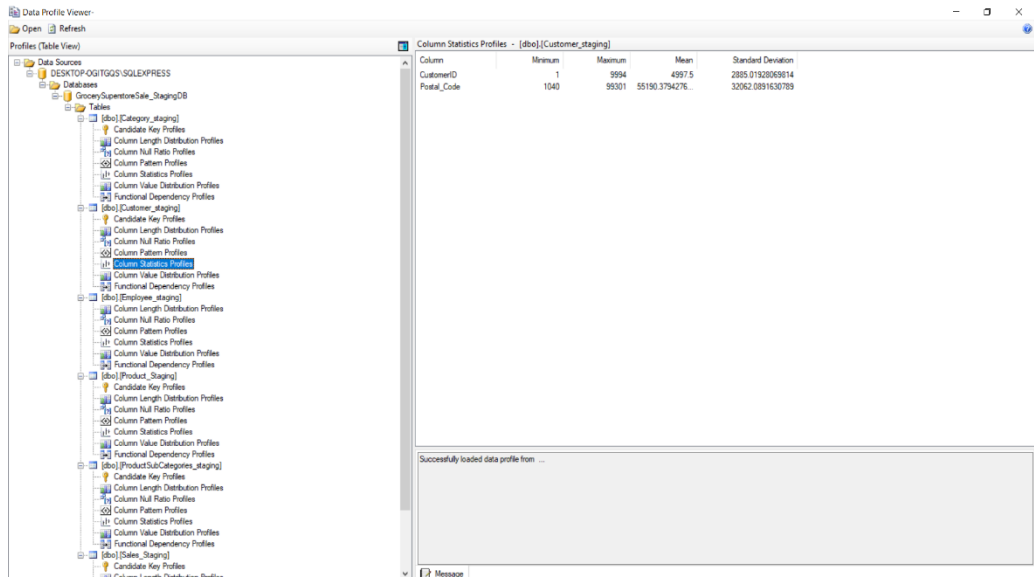 Data Profile Viewer-
Open Refresh
Profiles (Table View)
Data Sources
DESKTOP-OGITGQS\SQLEXPRESS
Databases
GrocerySuperstoreSale_StagingDB
Tables
[dbo].[Category_staging]
Candidate Key Profiles
Column Length Distribution Profiles
Column Null Ratio Profiles
Column Pattern Profiles
Column Statistics Profiles
Column Value Distribution Profiles
Functional Dependency Profiles
[dbo].[Customer_staging]
Candidate Key Profiles
Column Length Distribution Profiles
Column Null Ratio Profiles
Column Pattern Profiles
Column Statistics Profiles
Column Value Distribution Profiles
Functional Dependency Profiles
[dbo].[Employee_staging]
Column Length Distribution Profiles
Column Null Ratio Profiles
Column Pattern Profiles
Column Statistics Profiles
Column Value Distribution Profiles
Functional Dependency Profiles
[dbo].[Product_Staging]
Candidate Key Profiles
Column Length Distribution Profiles
Column Null Ratio Profiles
Column Pattern Profiles
Column Statistics Profiles
Column Value Distribution Profiles
Functional Dependency Profiles
[dbo].[ProductSubCategories_staging]
Candidate Key Profiles
Column Length Distribution Profiles
Column Null Ratio Profiles
Column Pattern Profiles
Column Statistics Profiles
Column Value Distribution Profiles
Functional Dependency Profiles
[dbo].[Sales_Staging]
Candidate Key Profiles
Column Length Distribution Profiles
Column Statistics Profiles - [dbo].[Customer_staging]
Column Minimum Maximum Mean Standard Deviation
CustomerID 1 9994 4997.5 2885.01928069814
Postal_Code 1040 99301 55190.3794276... 32062.0891630789
Successfully loaded data profile from ...
Message